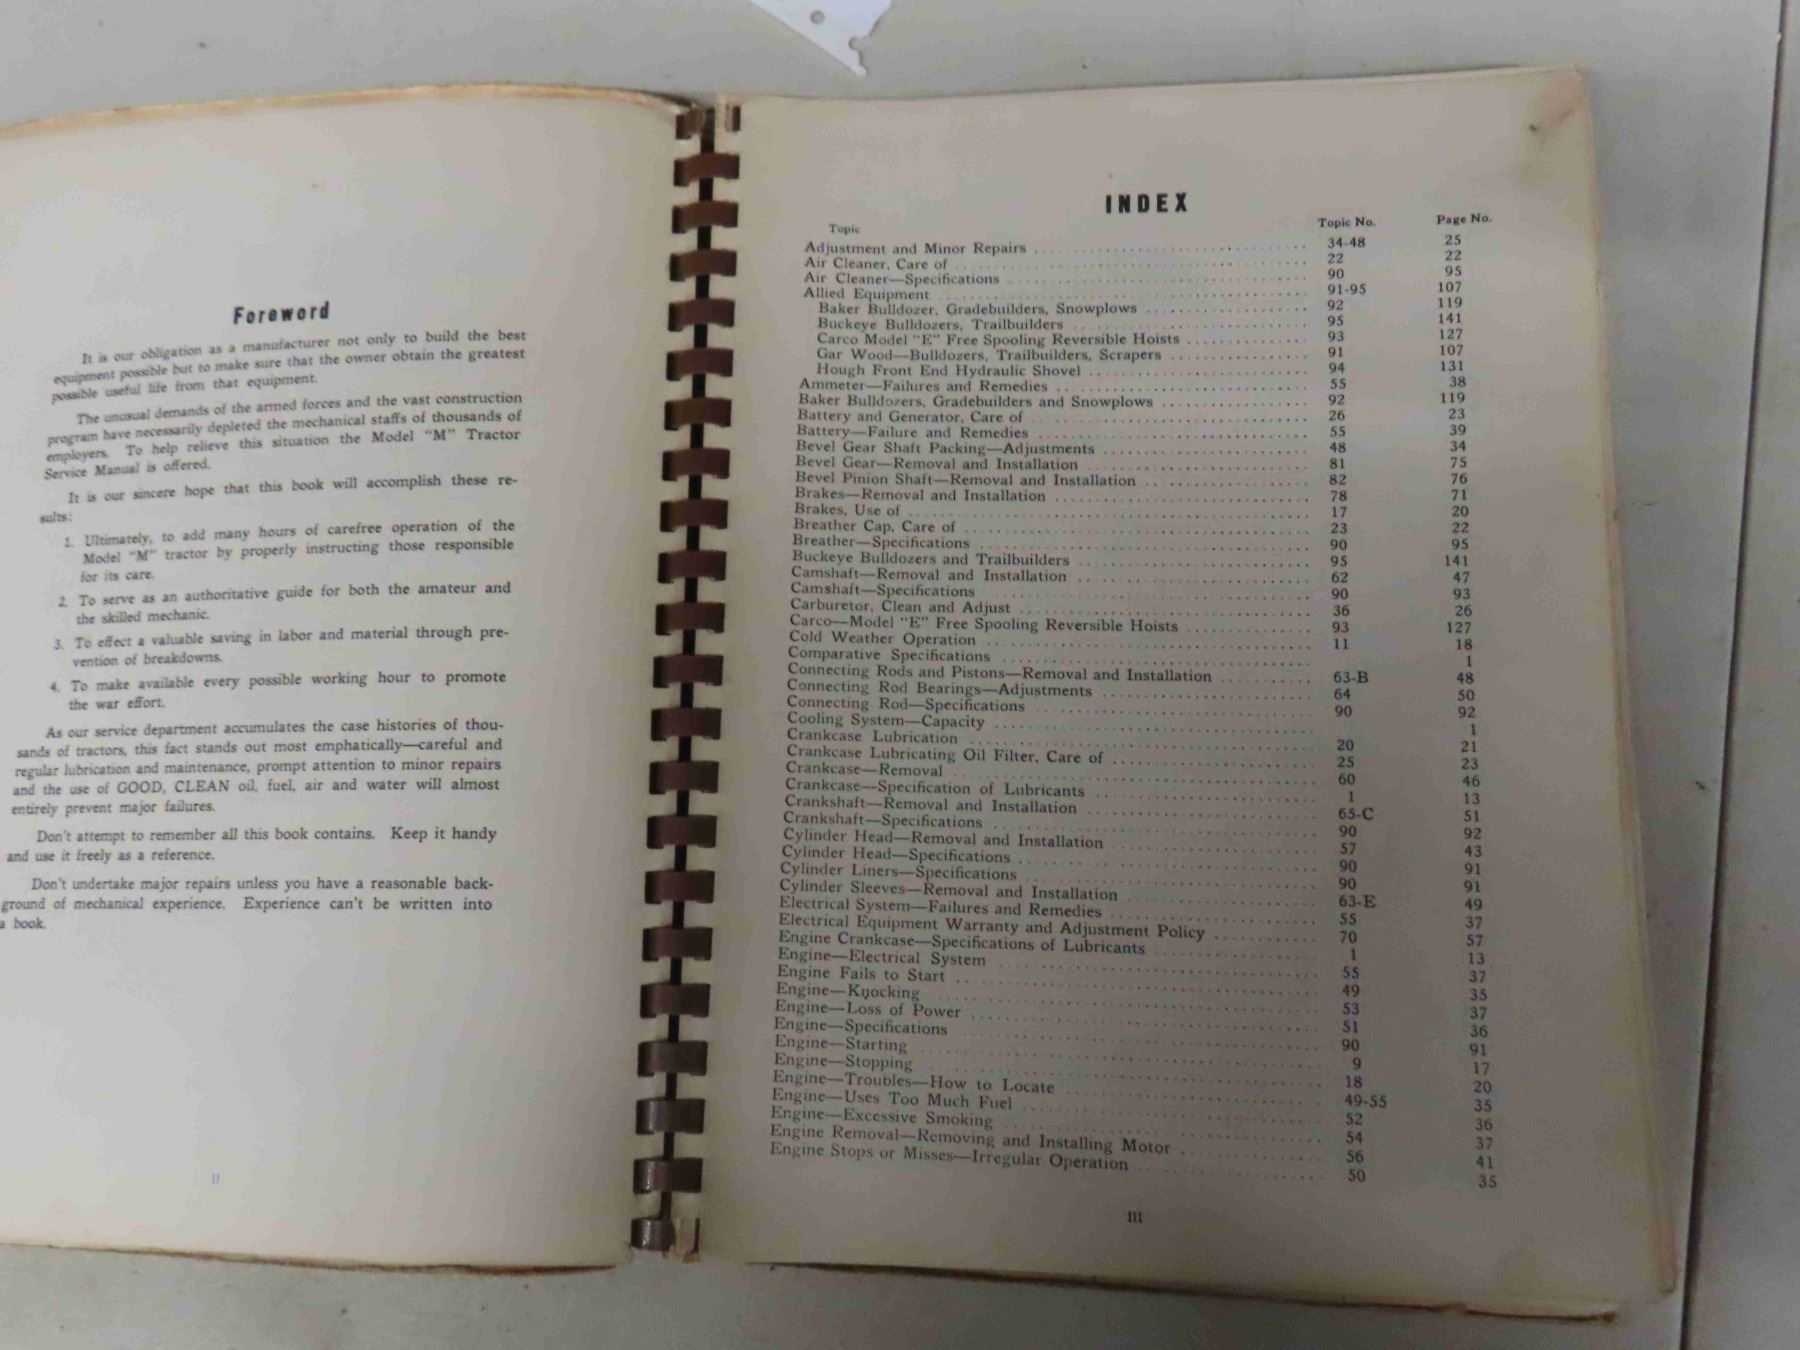 Foreword
It is our obligation as a manufacturer not only to build the best
equipment possible but to make sure that the owner obtain the greatest
possible useful life from that equipment.
The unusual demands of the armed forces and the vast construction
program have necessarily depleted the mechanical staffs of thousands of
employers. To help relieve this situation the Model "M" Tractor
Service Manual is offered.
It is our sincere hope that this book will accomplish these re-
sults:
1. Ultimately, to add many hours of carefree operation of the
Model "M" tractor by properly instructing those responsible
for its care.
2. To serve as an authoritative guide for both the amateur and
the skilled mechanic.
3. To effect a valuable saving in labor and material through pre-
vention of breakdowns.
4. To make available every possible working hour to promote
the war effort.
As our service department accumulates the case histories of thou-
sands of tractors, this fact stands out most emphatically—careful and
regular lubrication and maintenance, prompt attention to minor repairs
and the use of GOOD, CLEAN oil, fuel, air and water will almost
entirely prevent major failures.
Don't attempt to remember all this book contains. Keep it handy
and use it freely as a reference.
Don't undertake major repairs unless you have a reasonable back-
ground of mechanical experience. Experience can't be written into
a book.
II
INDEX
Topic Topic No. Page No.
Adjustment and Minor Repairs 34-48 25
Air Cleaner, Care of 22 22
Air Cleaner—Specifications 90 95
Allied Equipment 91-95 107
Baker Bulldozer, Gradebuilders, Snowplows 92 119
Buckeye Bulldozers, Trailbuilders 95 141
Carco Model "E" Free Spooling Reversible Hoists 93 127
Gar Wood—Bulldozers, Trailbuilders, Scrapers 91 107
Hough Front End Hydraulic Shovel 94 131
Ammeter—Failures and Remedies 55 38
Baker Bulldozers, Gradebuilders and Snowplows 92 119
Battery and Generator, Care of 26 23
Battery—Failure and Remedies 55 39
Bevel Gear Shaft Packing—Adjustments 48 34
Bevel Gear—Removal and Installation 81 75
Bevel Pinion Shaft—Removal and Installation 82 76
Brakes—Removal and Installation 78 71
Brakes, Use of 17 20
Breather Cap, Care of 23 22
Breather—Specifications 90 95
Buckeye Bulldozers and Trailbuilders 95 141
Camshaft—Removal and Installation 62 47
Camshaft—Specifications 90 93
Carburetor, Clean and Adjust 36 26
Carco—Model "E" Free Spooling Reversible Hoists 93 127
Cold Weather Operation 11 18
Comparative Specifications 1
Connecting Rods and Pistons—Removal and Installation 63-B 48
Connecting Rod Bearings—Adjustments 64 50
Connecting Rod—Specifications 90 92
Cooling System—Capacity 1
Crankcase Lubrication 20 21
Crankcase Lubricating Oil Filter, Care of 25 23
Crankcase—Removal 60 46
Crankcase—Specification of Lubricants 1 13
Crankshaft—Removal and Installation 65-C 51
Crankshaft—Specifications 90 92
Cylinder Head—Removal and Installation 57 43
Cylinder Head—Specifications 90 91
Cylinder Liners—Specifications 90 91
Cylinder Sleeves—Removal and Installation 63-E 49
Electrical System—Failures and Remedies 55 37
Electrical Equipment Warranty and Adjustment Policy 70 57
Engine Crankcase—Specifications of Lubricants 1 13
Engine—Electrical System 55 37
Engine Fails to Start 49 35
Engine—Knocking 53 37
Engine—Loss of Power 51 36
Engine—Specifications 90 91
Engine—Starting 9 17
Engine—Stopping 18 20
Engine—Troubles—How to Locate 49-55 35
Engine—Uses Too Much Fuel 52 36
Engine—Excessive Smoking 54 37
Engine Removal—Removing and Installing Motor 56 41
Engine Stops or Misses—Irregular Operation 50 35
III